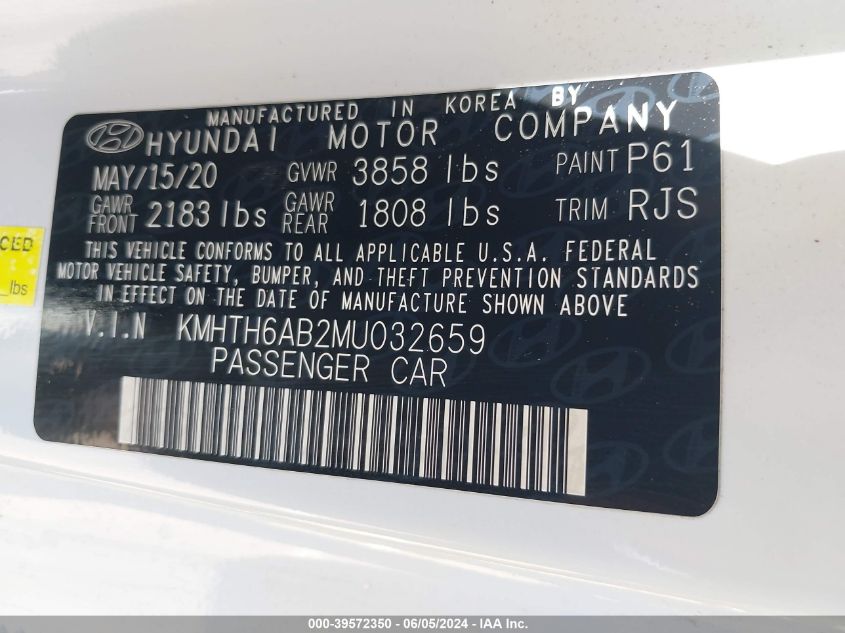 MANUFACTURED IN KOREA BY
HYUNDAI MOTOR COMPANY
MAY/15/20 GVWR 3858 lbs PAINT P61
GAWR FRONT 2183 lbs GAWR REAR 1808 lbs TRIM RJS
THIS VEHICLE CONFORMS TO ALL APPLICABLE U.S.A. FEDERAL
MOTOR VEHICLE SAFETY, BUMPER, AND THEFT PREVENTION STANDARDS
IN EFFECT ON THE DATE OF MANUFACTURE SHOWN ABOVE
V.I.N KMHTH6AB2MU032659
PASSENGER CAR
lbs
000-39572350 - 06/05/2024 - IAA Inc.